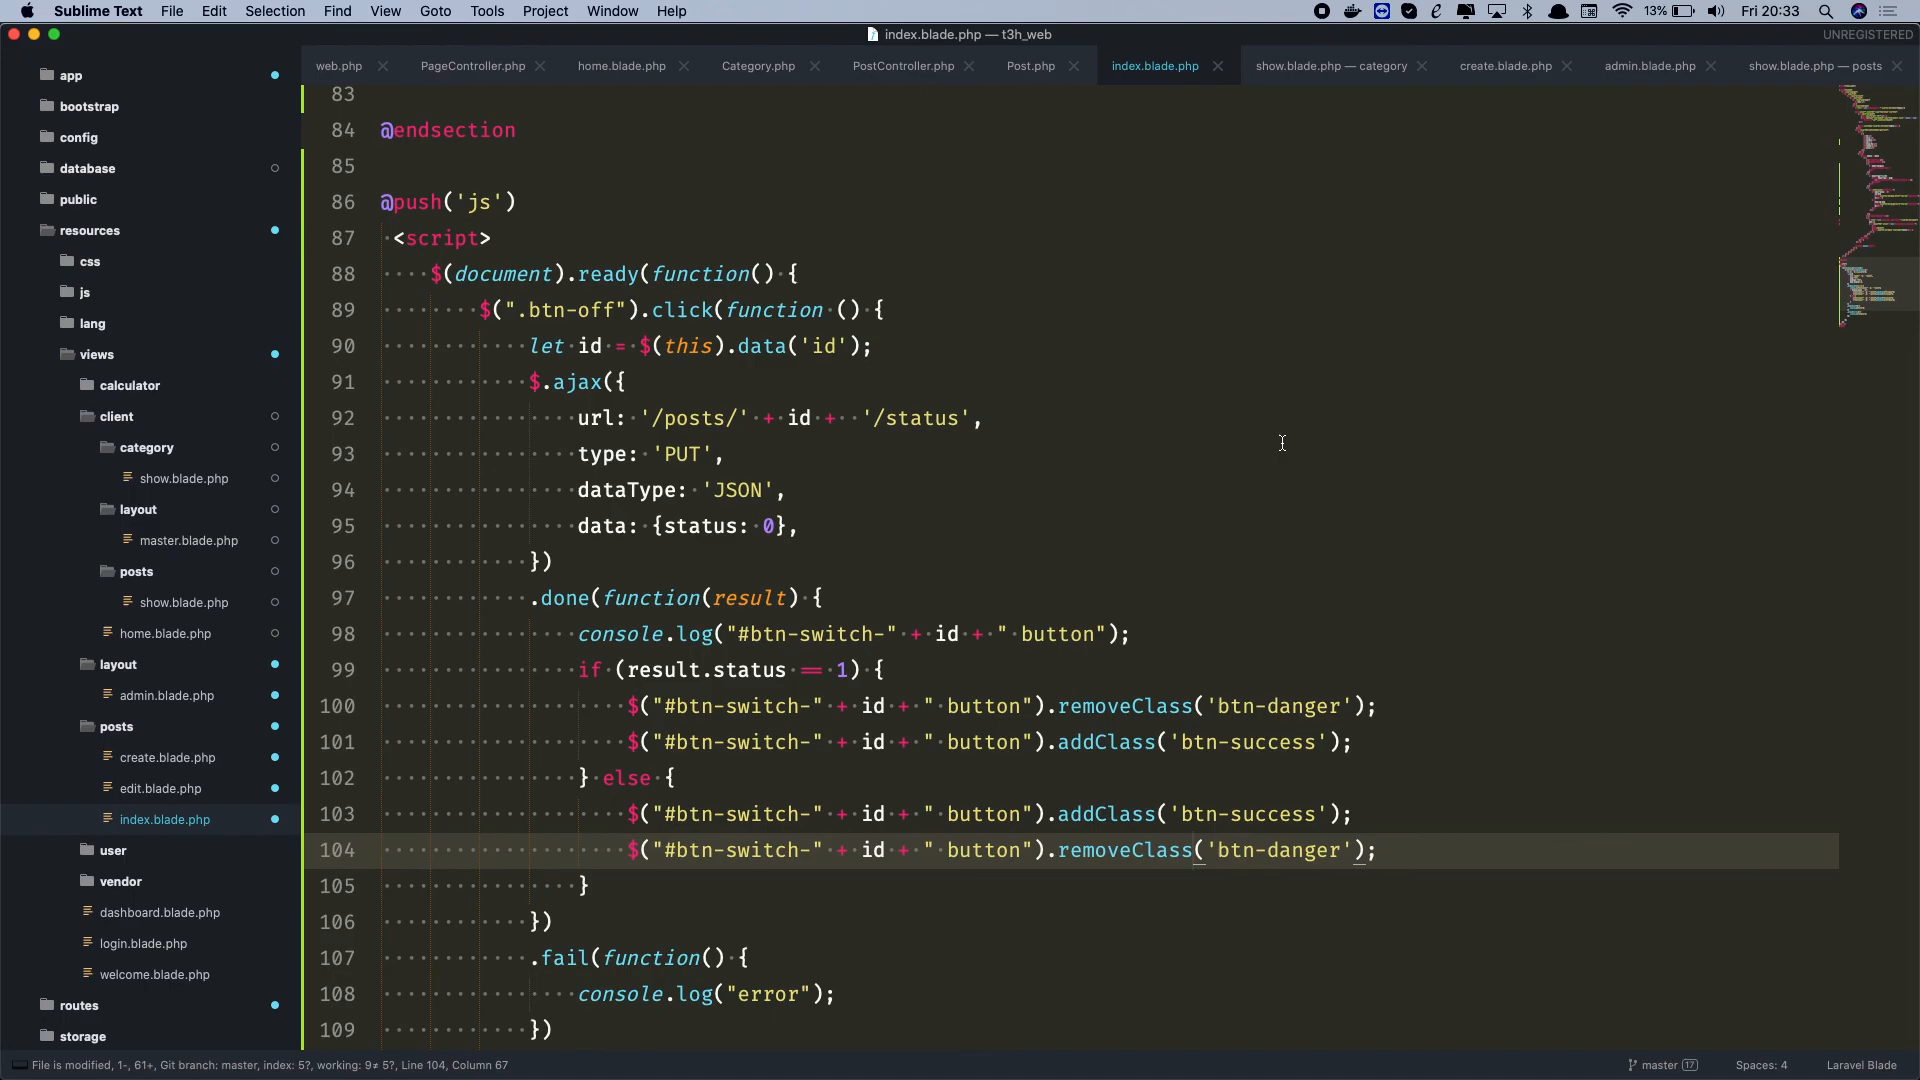 Sublime Text File Edit Selection Find View Goto Tools Project Window Help 13% Fri 20:33
index.blade.php — t3h_web UNREGISTERED
web.php PageController.php home.blade.php Category.php PostController.php Post.php index.blade.php show.blade.php — category create.blade.php admin.blade.php show.blade.php — posts
app
bootstrap
config
database
public
resources
css
js
lang
views
calculator
client
category
show.blade.php
layout
master.blade.php
posts
show.blade.php
home.blade.php
layout
admin.blade.php
posts
create.blade.php
edit.blade.php
index.blade.php
user
vendor
dashboard.blade.php
login.blade.php
welcome.blade.php
routes
storage
83
84 @endsection
85
86 @push('js')
87 <script>
88 $(document).ready(function() {
89 $(".btn-off").click(function () {
90 let id = $(this).data('id');
91 $.ajax({
92 url: '/posts/' + id + '/status',
93 type: 'PUT',
94 dataType: 'JSON',
95 data: {status: 0},
96 })
97 .done(function(result) {
98 console.log("#btn-switch-" + id + " button");
99 if (result.status == 1) {
100 $("#btn-switch-" + id + " button").removeClass('btn-danger');
101 $("#btn-switch-" + id + " button").addClass('btn-success');
102 } else {
103 $("#btn-switch-" + id + " button").addClass('btn-success');
104 $("#btn-switch-" + id + " button").removeClass('btn-danger');
105 }
106 })
107 .fail(function() {
108 console.log("error");
109 })
File is modified, 1-, 61+, Git branch: master, index: 5?, working: 9≠ 5?, Line 104, Column 67 master 17 Spaces: 4 Laravel Blade